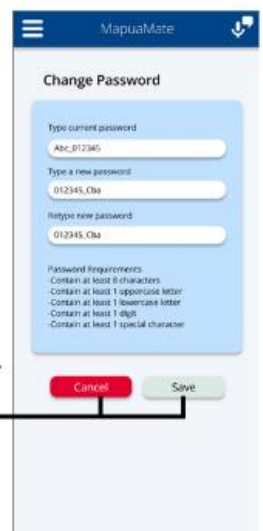 MapuaMate
Change Password
Type current password
Abc_012345
Type a new password
012345_Cba
Retype new password
012345_Cba
Password Requirements
-Contain at least 8 characters
-Contain at least 1 uppercase letter
-Contain at least 1 lowercase letter
-Contain at least 1 digit
-Contain at least 1 special character
Cancel Save